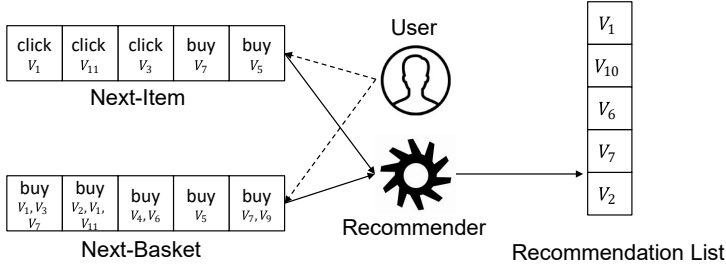 User
click click click buy buy
V1 V11 V3 V7 V5
Next-Item
V1
V10
V6
V7
V2
buy buy buy buy buy
V1, V3 V2, V1, V4, V6 V5 V7, V9
V7 V11
Next-Basket
Recommender
Recommendation List